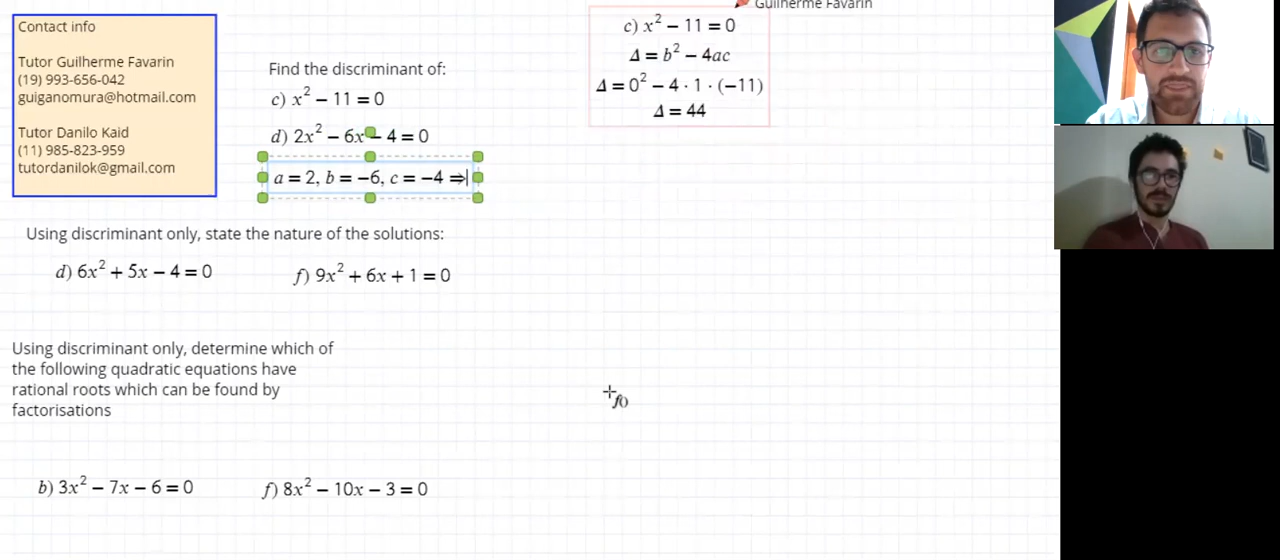 Contact info
Tutor Guilherme Favarin
(19) 993-656-042
guiganomura@hotmail.com
Tutor Danilo Kaid
(11) 985-823-959
tutordanilok@gmail.com
Find the discriminant of:
c) x² − 11 = 0
d) 2x² − 6x − 4 = 0
a = 2, b = −6, c = −4 ⇒
Guilherme Favarin
c) x² − 11 = 0
Δ = b² − 4ac
Δ = 0² − 4 · 1 · (−11)
Δ = 44
Using discriminant only, state the nature of the solutions:
d) 6x² + 5x − 4 = 0
f) 9x² + 6x + 1 = 0
Using discriminant only, determine which of
the following quadratic equations have
rational roots which can be found by
factorisations
b) 3x² − 7x − 6 = 0
f) 8x² − 10x − 3 = 0